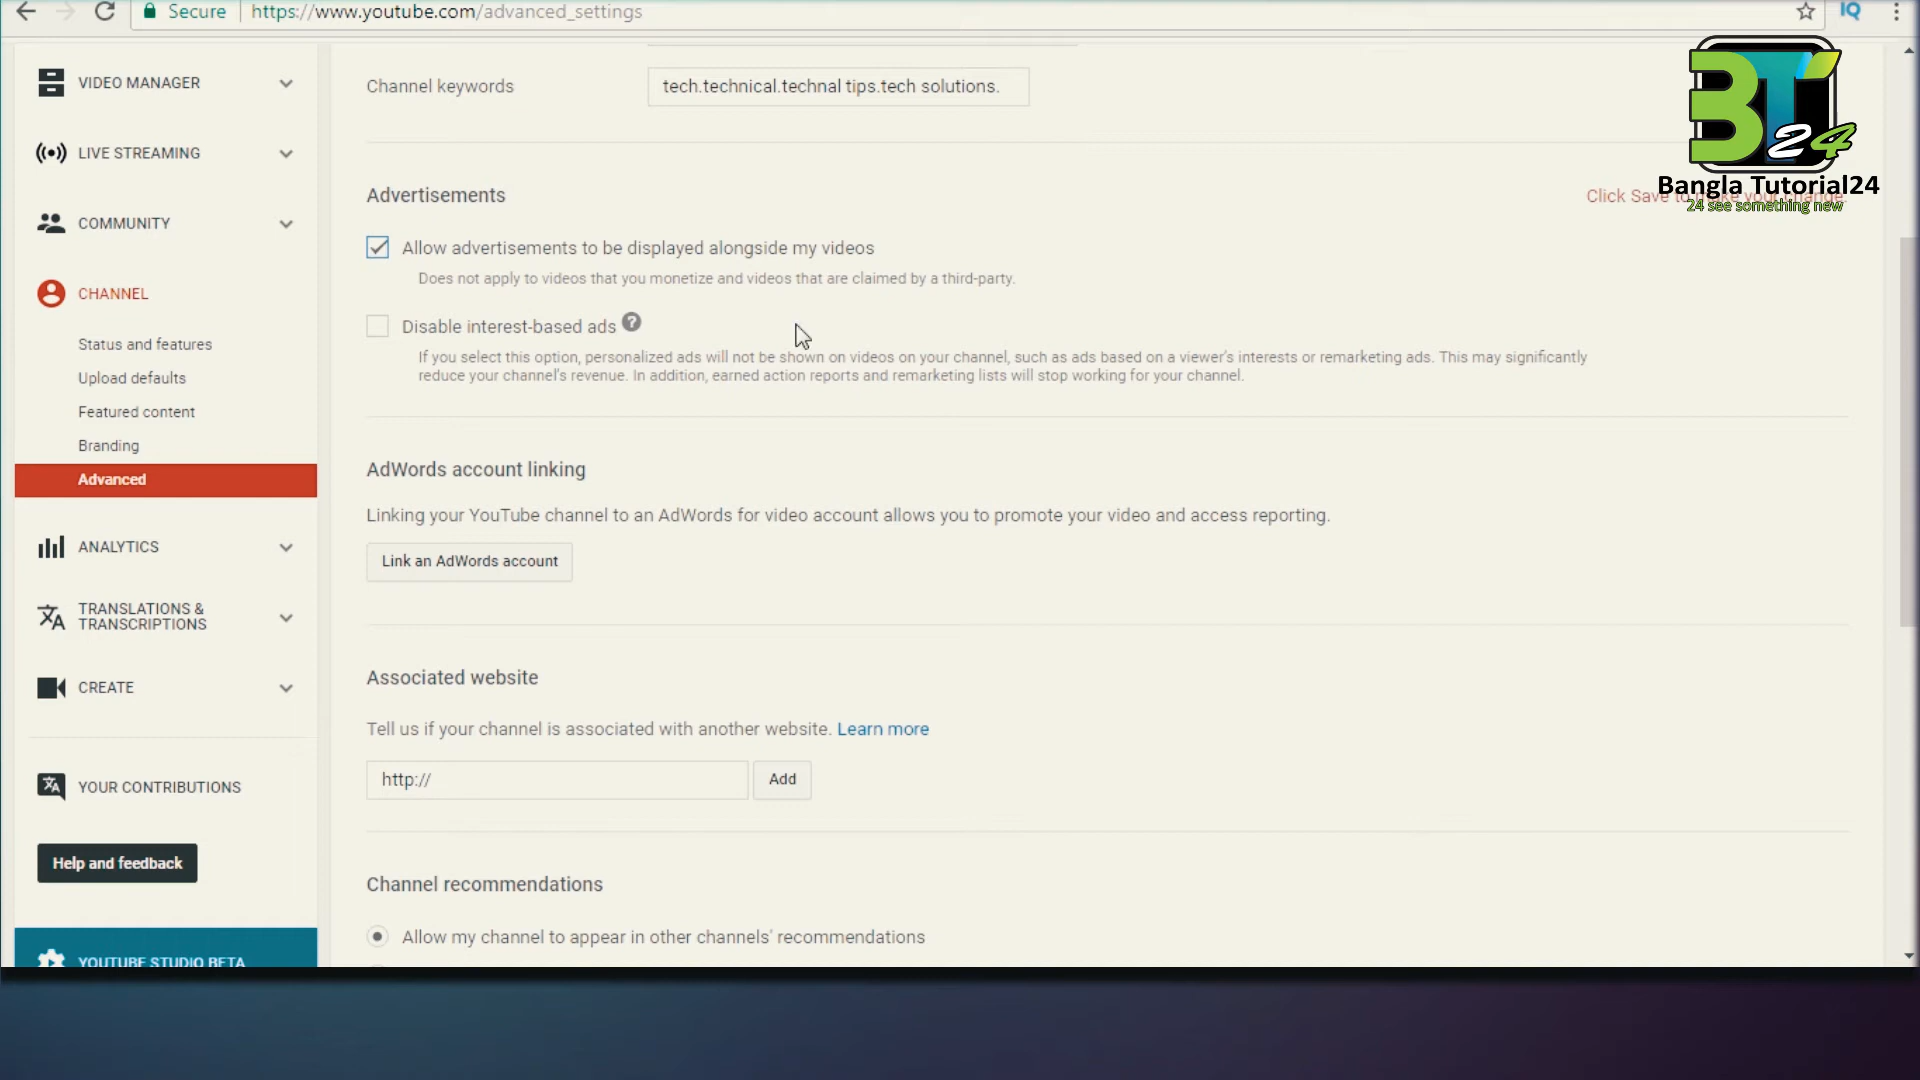 Secure https://www.youtube.com/advanced_settings
IQ
VIDEO MANAGER
LIVE STREAMING
COMMUNITY
CHANNEL
Status and features
Upload defaults
Featured content
Branding
Advanced
ANALYTICS
TRANSLATIONS &
TRANSCRIPTIONS
CREATE
YOUR CONTRIBUTIONS
Help and feedback
YOUTUBE STUDIO BETA
Channel keywords
tech.technical.technal tips.tech solutions.
BT
24
Bangla Tutorial24
24 see something new
Advertisements
Click Save to make your change.
Allow advertisements to be displayed alongside my videos
Does not apply to videos that you monetize and videos that are claimed by a third-party.
Disable interest-based ads ?
If you select this option, personalized ads will not be shown on videos on your channel, such as ads based on a viewer's interests or remarketing ads. This may significantly
reduce your channel's revenue. In addition, earned action reports and remarketing lists will stop working for your channel.
AdWords account linking
Linking your YouTube channel to an AdWords for video account allows you to promote your video and access reporting.
Link an AdWords account
Associated website
Tell us if your channel is associated with another website. Learn more
http://
Add
Channel recommendations
Allow my channel to appear in other channels' recommendations